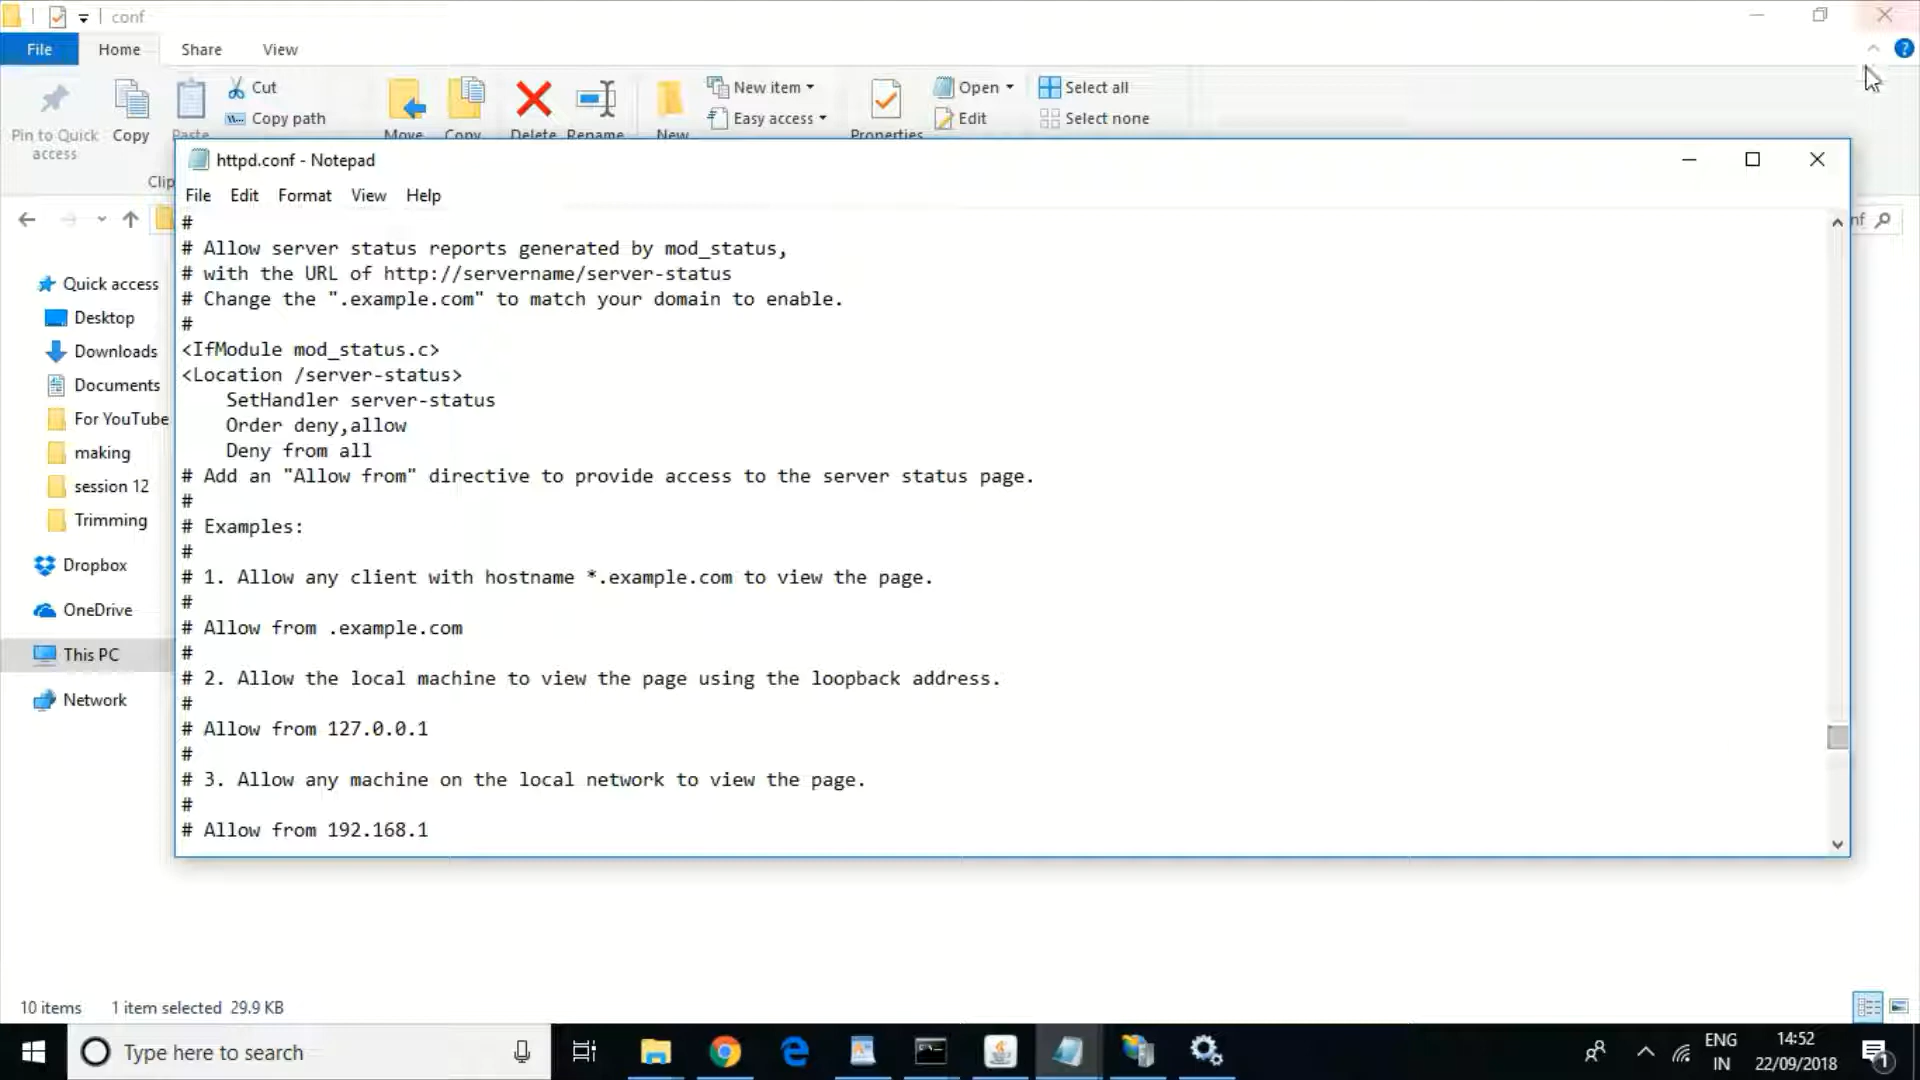 conf
File Home Share View
Pin to Quick access
Copy
Paste
Cut
Copy path
Move
Copy
Delete
Rename
New
New item
Easy access
Properties
Open
Edit
Select all
Select none
httpd.conf - Notepad
File Edit Format View Help
#
# Allow server status reports generated by mod_status,
# with the URL of http://servername/server-status
# Change the ".example.com" to match your domain to enable.
#
<IfModule mod_status.c>
<Location /server-status>
SetHandler server-status
Order deny,allow
Deny from all
# Add an "Allow from" directive to provide access to the server status page.
#
# Examples:
#
# 1. Allow any client with hostname *.example.com to view the page.
#
# Allow from .example.com
#
# 2. Allow the local machine to view the page using the loopback address.
#
# Allow from 127.0.0.1
#
# 3. Allow any machine on the local network to view the page.
#
# Allow from 192.168.1
Quick access
Desktop
Downloads
Documents
For YouTube
making
session 12
Trimming
Dropbox
OneDrive
This PC
Network
10 items 1 item selected 29.9 KB
Type here to search
ENG
IN
14:52
22/09/2018
1